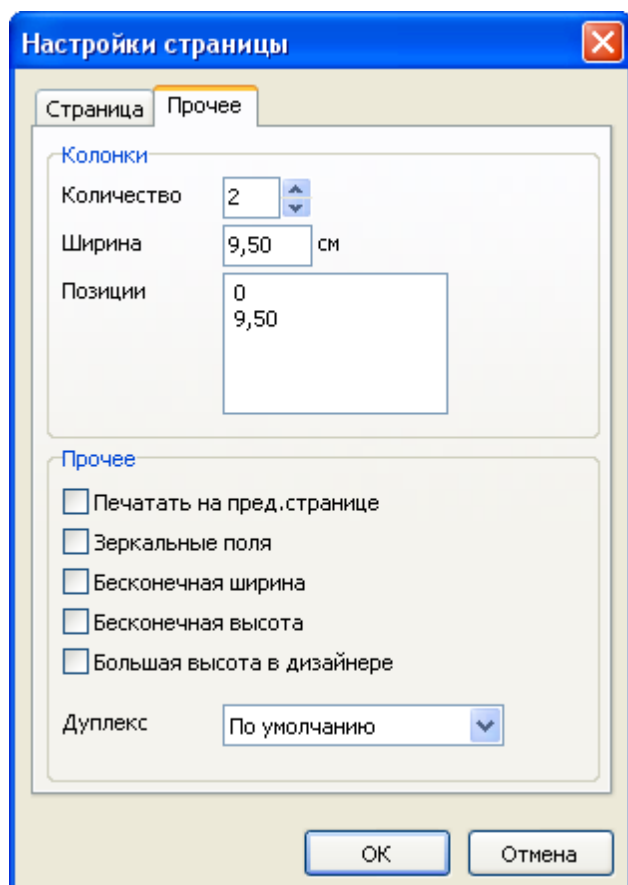 Настройки страницы
Страница Прочее
Колонки
Количество 2
Ширина 9,50 см
Позиции 0
9,50
Прочее
Печатать на пред.странице
Зеркальные поля
Бесконечная ширина
Бесконечная высота
Большая высота в дизайнере
Дуплекс По умолчанию
ОК Отмена